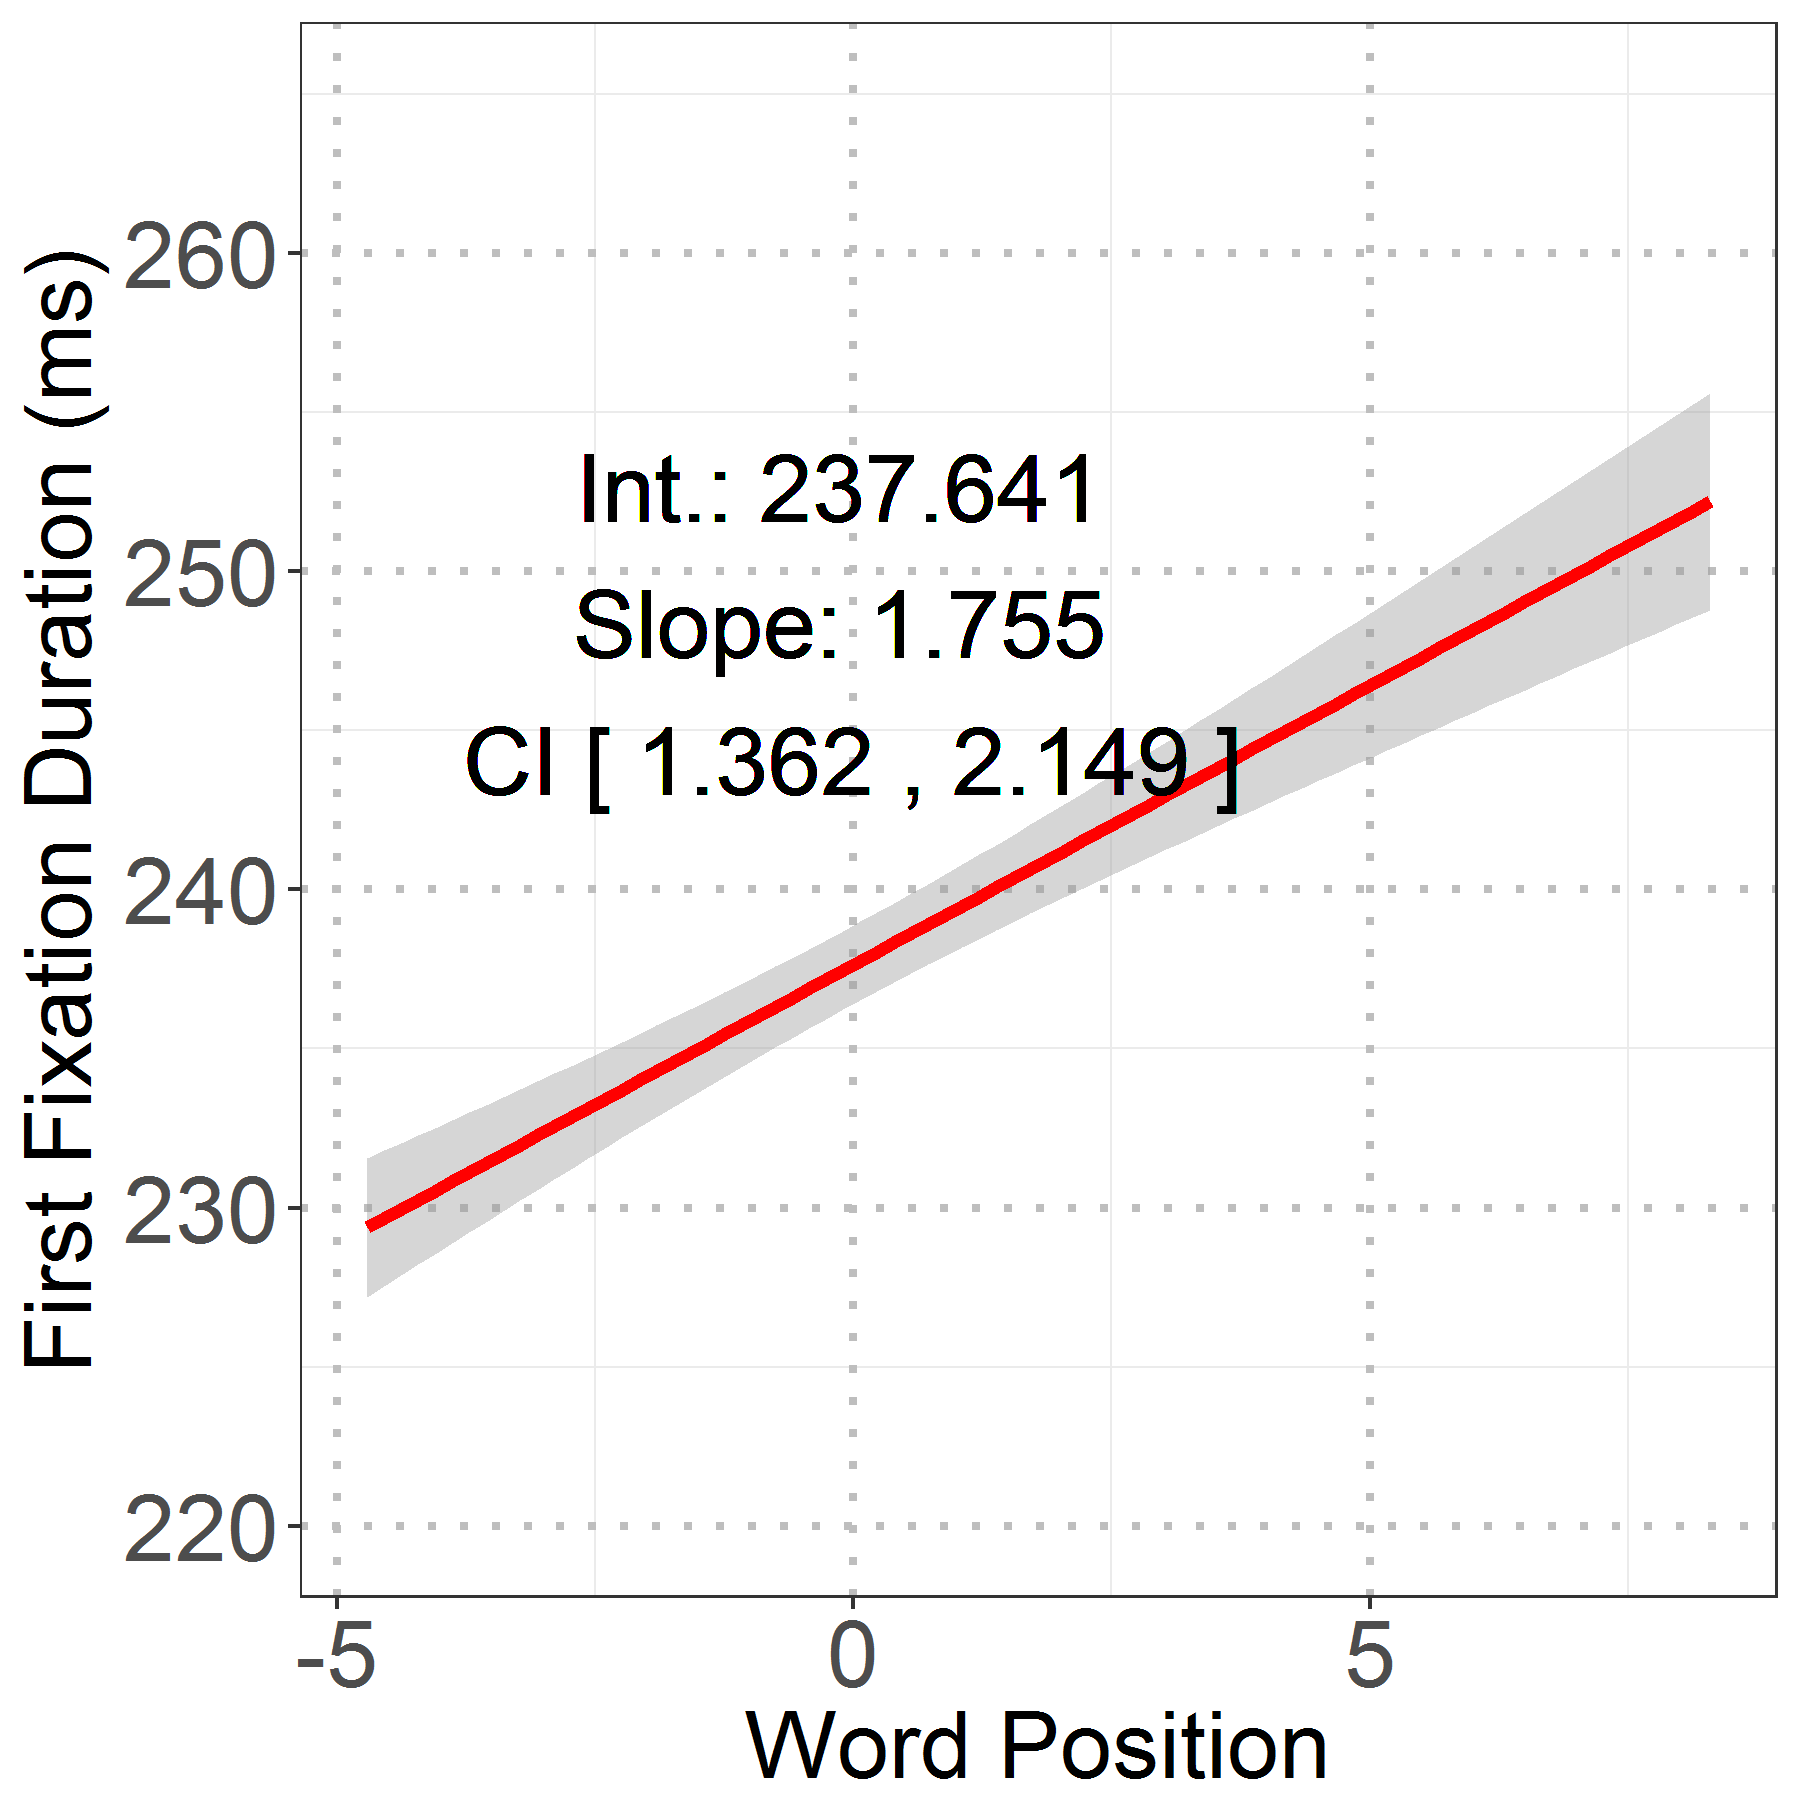 First Fixation Duration (ms)
260
250
240
230
220
Int.: 237.641
Slope: 1.755
CI [ 1.362 , 2.149 ]
-5 0 5
Word Position